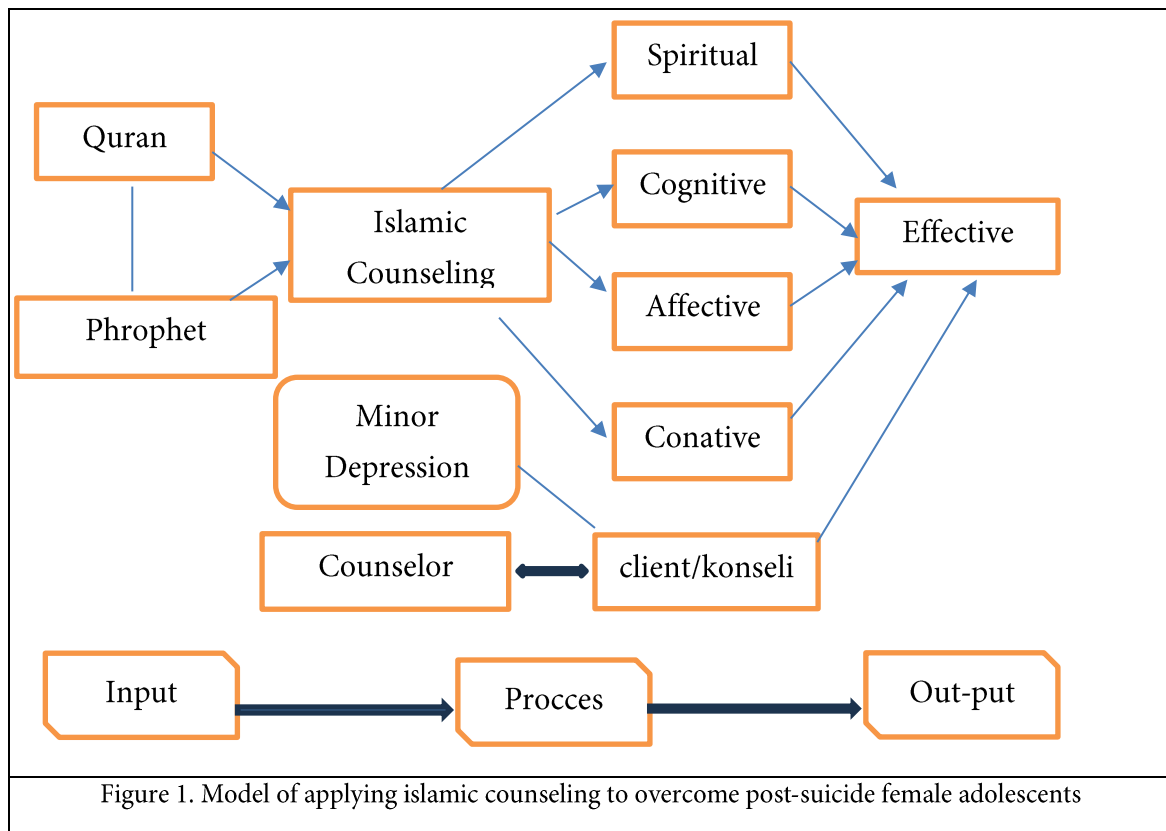 Spiritual
Quran
Cognitive
Islamic
Counseling
Effective
Phrophet
Affective
Minor
Depression
Conative
Counselor
client/konseli
Input
Procces
Out-put
Figure 1. Model of applying islamic counseling to overcome post-suicide female adolescents